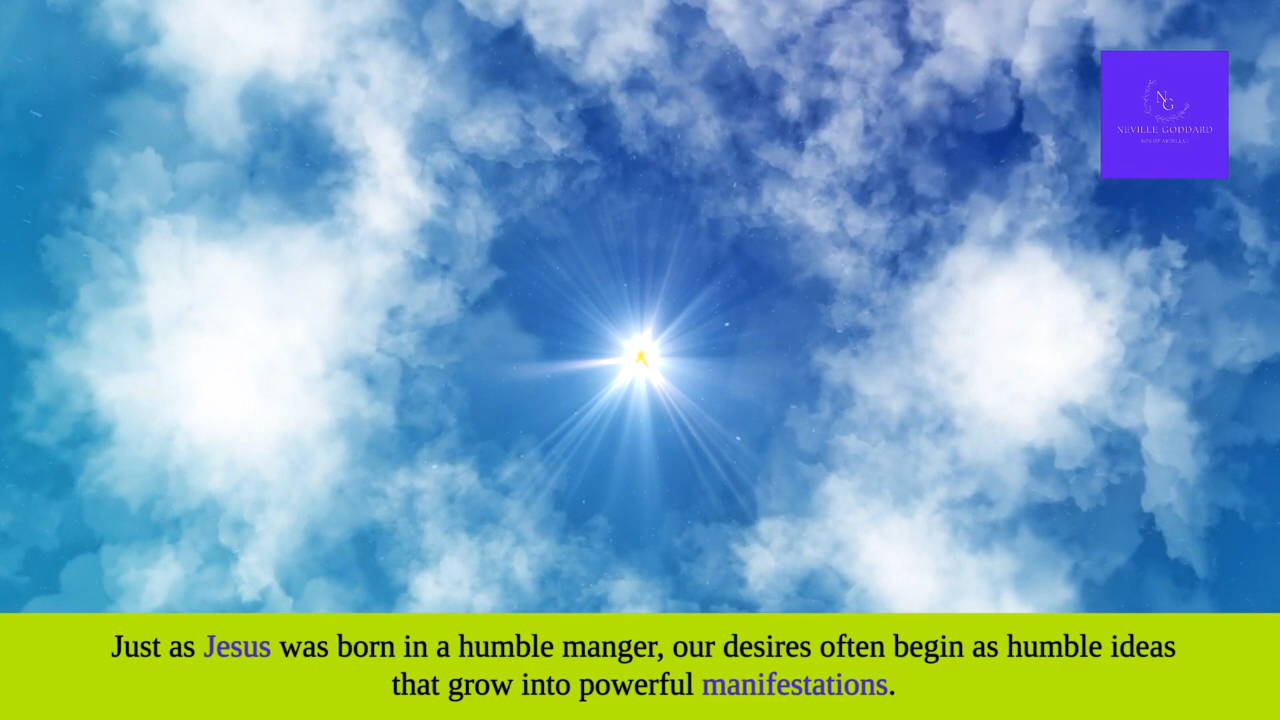 NG
NEVILLE GODDARD
Just as Jesus was born in a humble manger, our desires often begin as humble ideas
that grow into powerful manifestations.